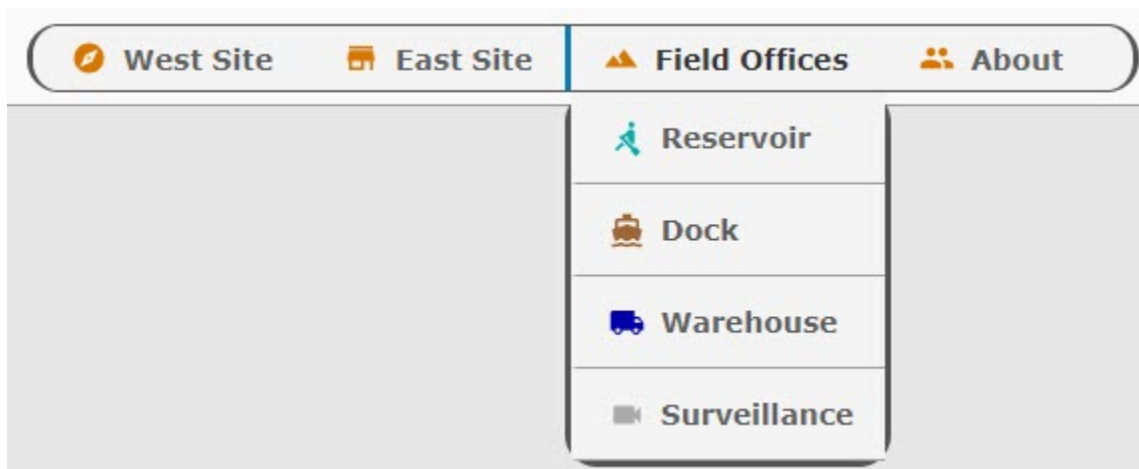 West Site East Site Field Offices About
Reservoir
Dock
Warehouse
Surveillance